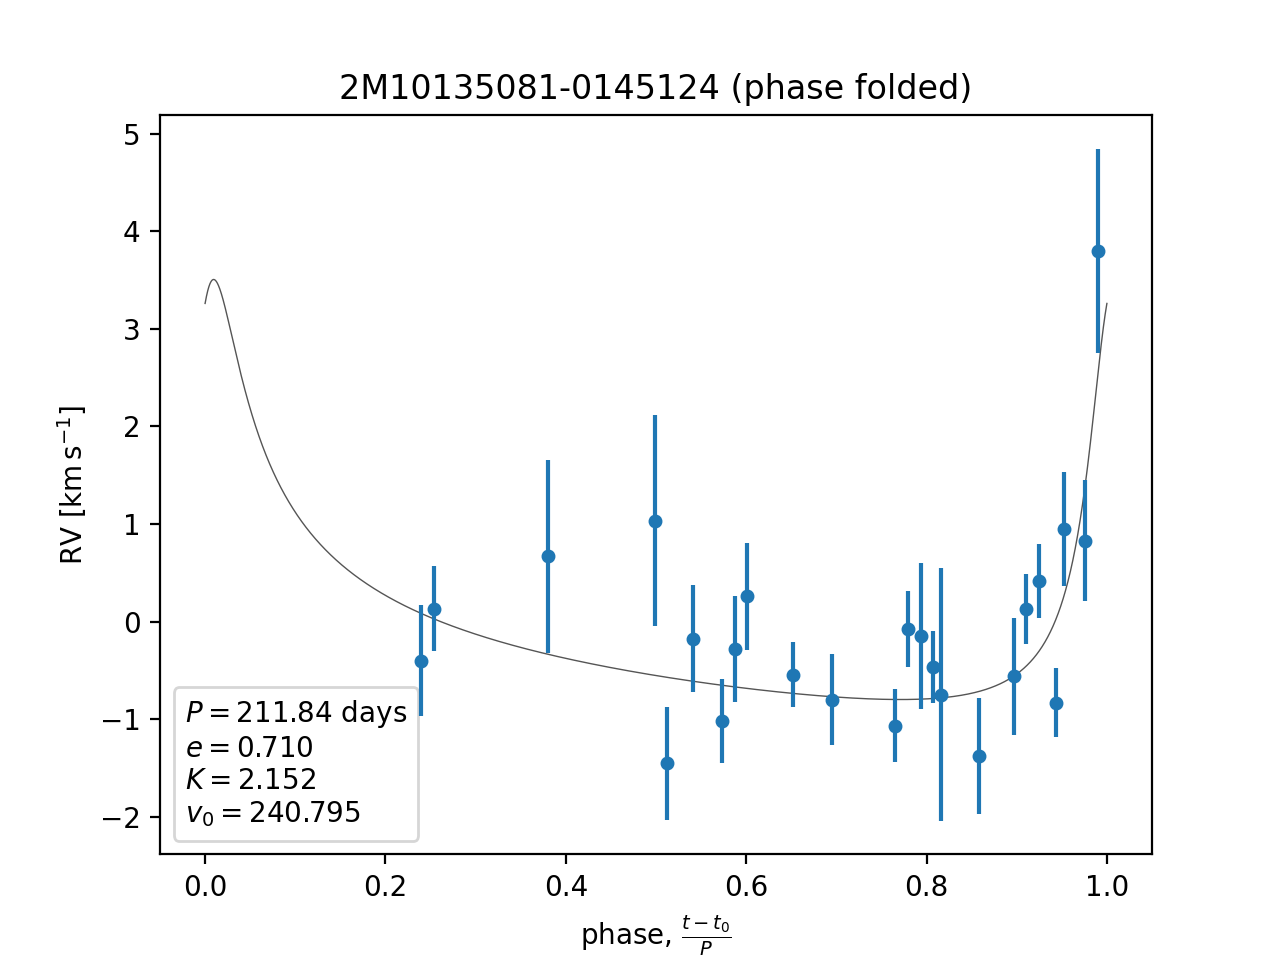 2M10135081-0145124 (phase folded)
5
4
3
2
1
0
−1
−2
RV [km s⁻¹]
P = 211.84 days
e = 0.710
K = 2.152
v₀ = 240.795
0.0 0.2 0.4 0.6 0.8 1.0
phase, (t − t₀)/P